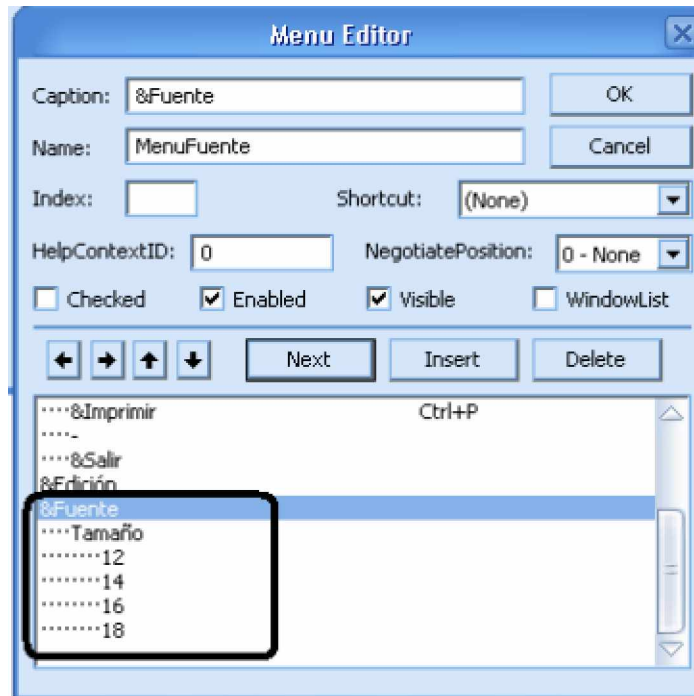 Menu Editor
Caption: &Fuente OK
Name: MenuFuente Cancel
Index: Shortcut: (None)
HelpContextID: 0 NegotiatePosition: 0 - None
Checked Enabled Visible WindowList
Next Insert Delete
····&Imprimir Ctrl+P
····-
····&Salir
&Edición
&Fuente
····Tamaño
········12
········14
········16
········18